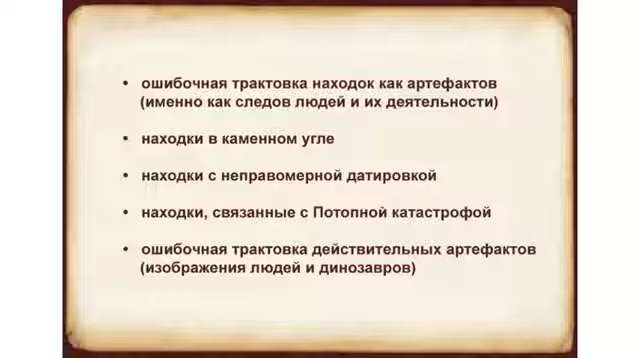 • ошибочная трактовка находок как артефактов
(именно как следов людей и их деятельности)
• находки в каменном угле
• находки с неправомерной датировкой
• находки, связанные с Потопной катастрофой
• ошибочная трактовка действительных артефактов
(изображения людей и динозавров)